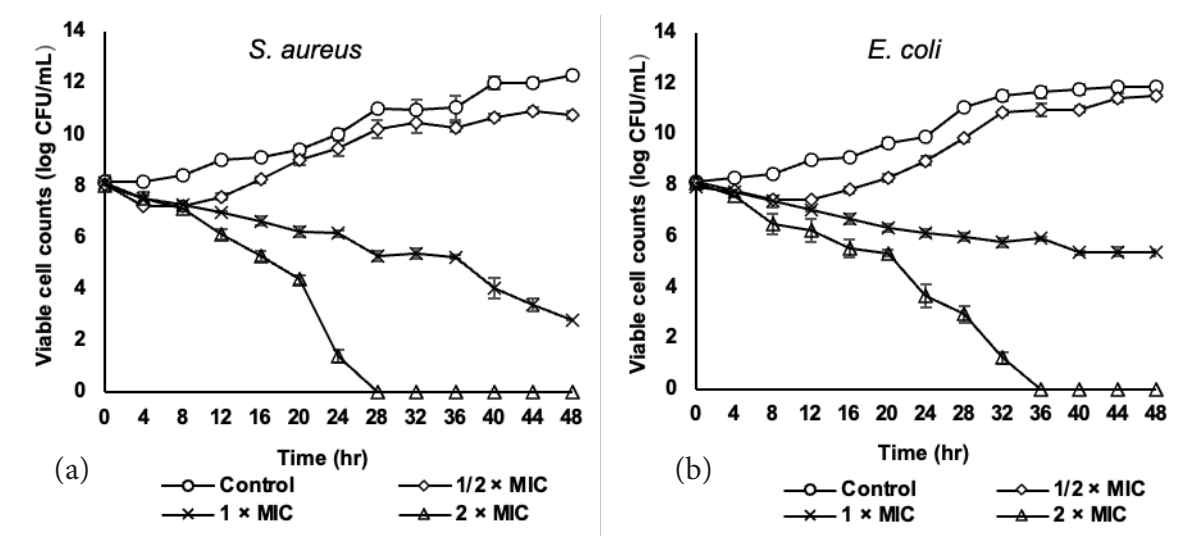 S. aureus
Viable cell counts (log CFU/mL)
14
12
10
8
6
4
2
0
0 4 8 12 16 20 24 28 32 36 40 44 48
Time (hr)
(a)
Control
1/2 × MIC
1 × MIC
2 × MIC
E. coli
Viable cell counts (log CFU/mL)
14
12
10
8
6
4
2
0
0 4 8 12 16 20 24 28 32 36 40 44 48
Time (hr)
(b)
Control
1/2 × MIC
1 × MIC
2 × MIC